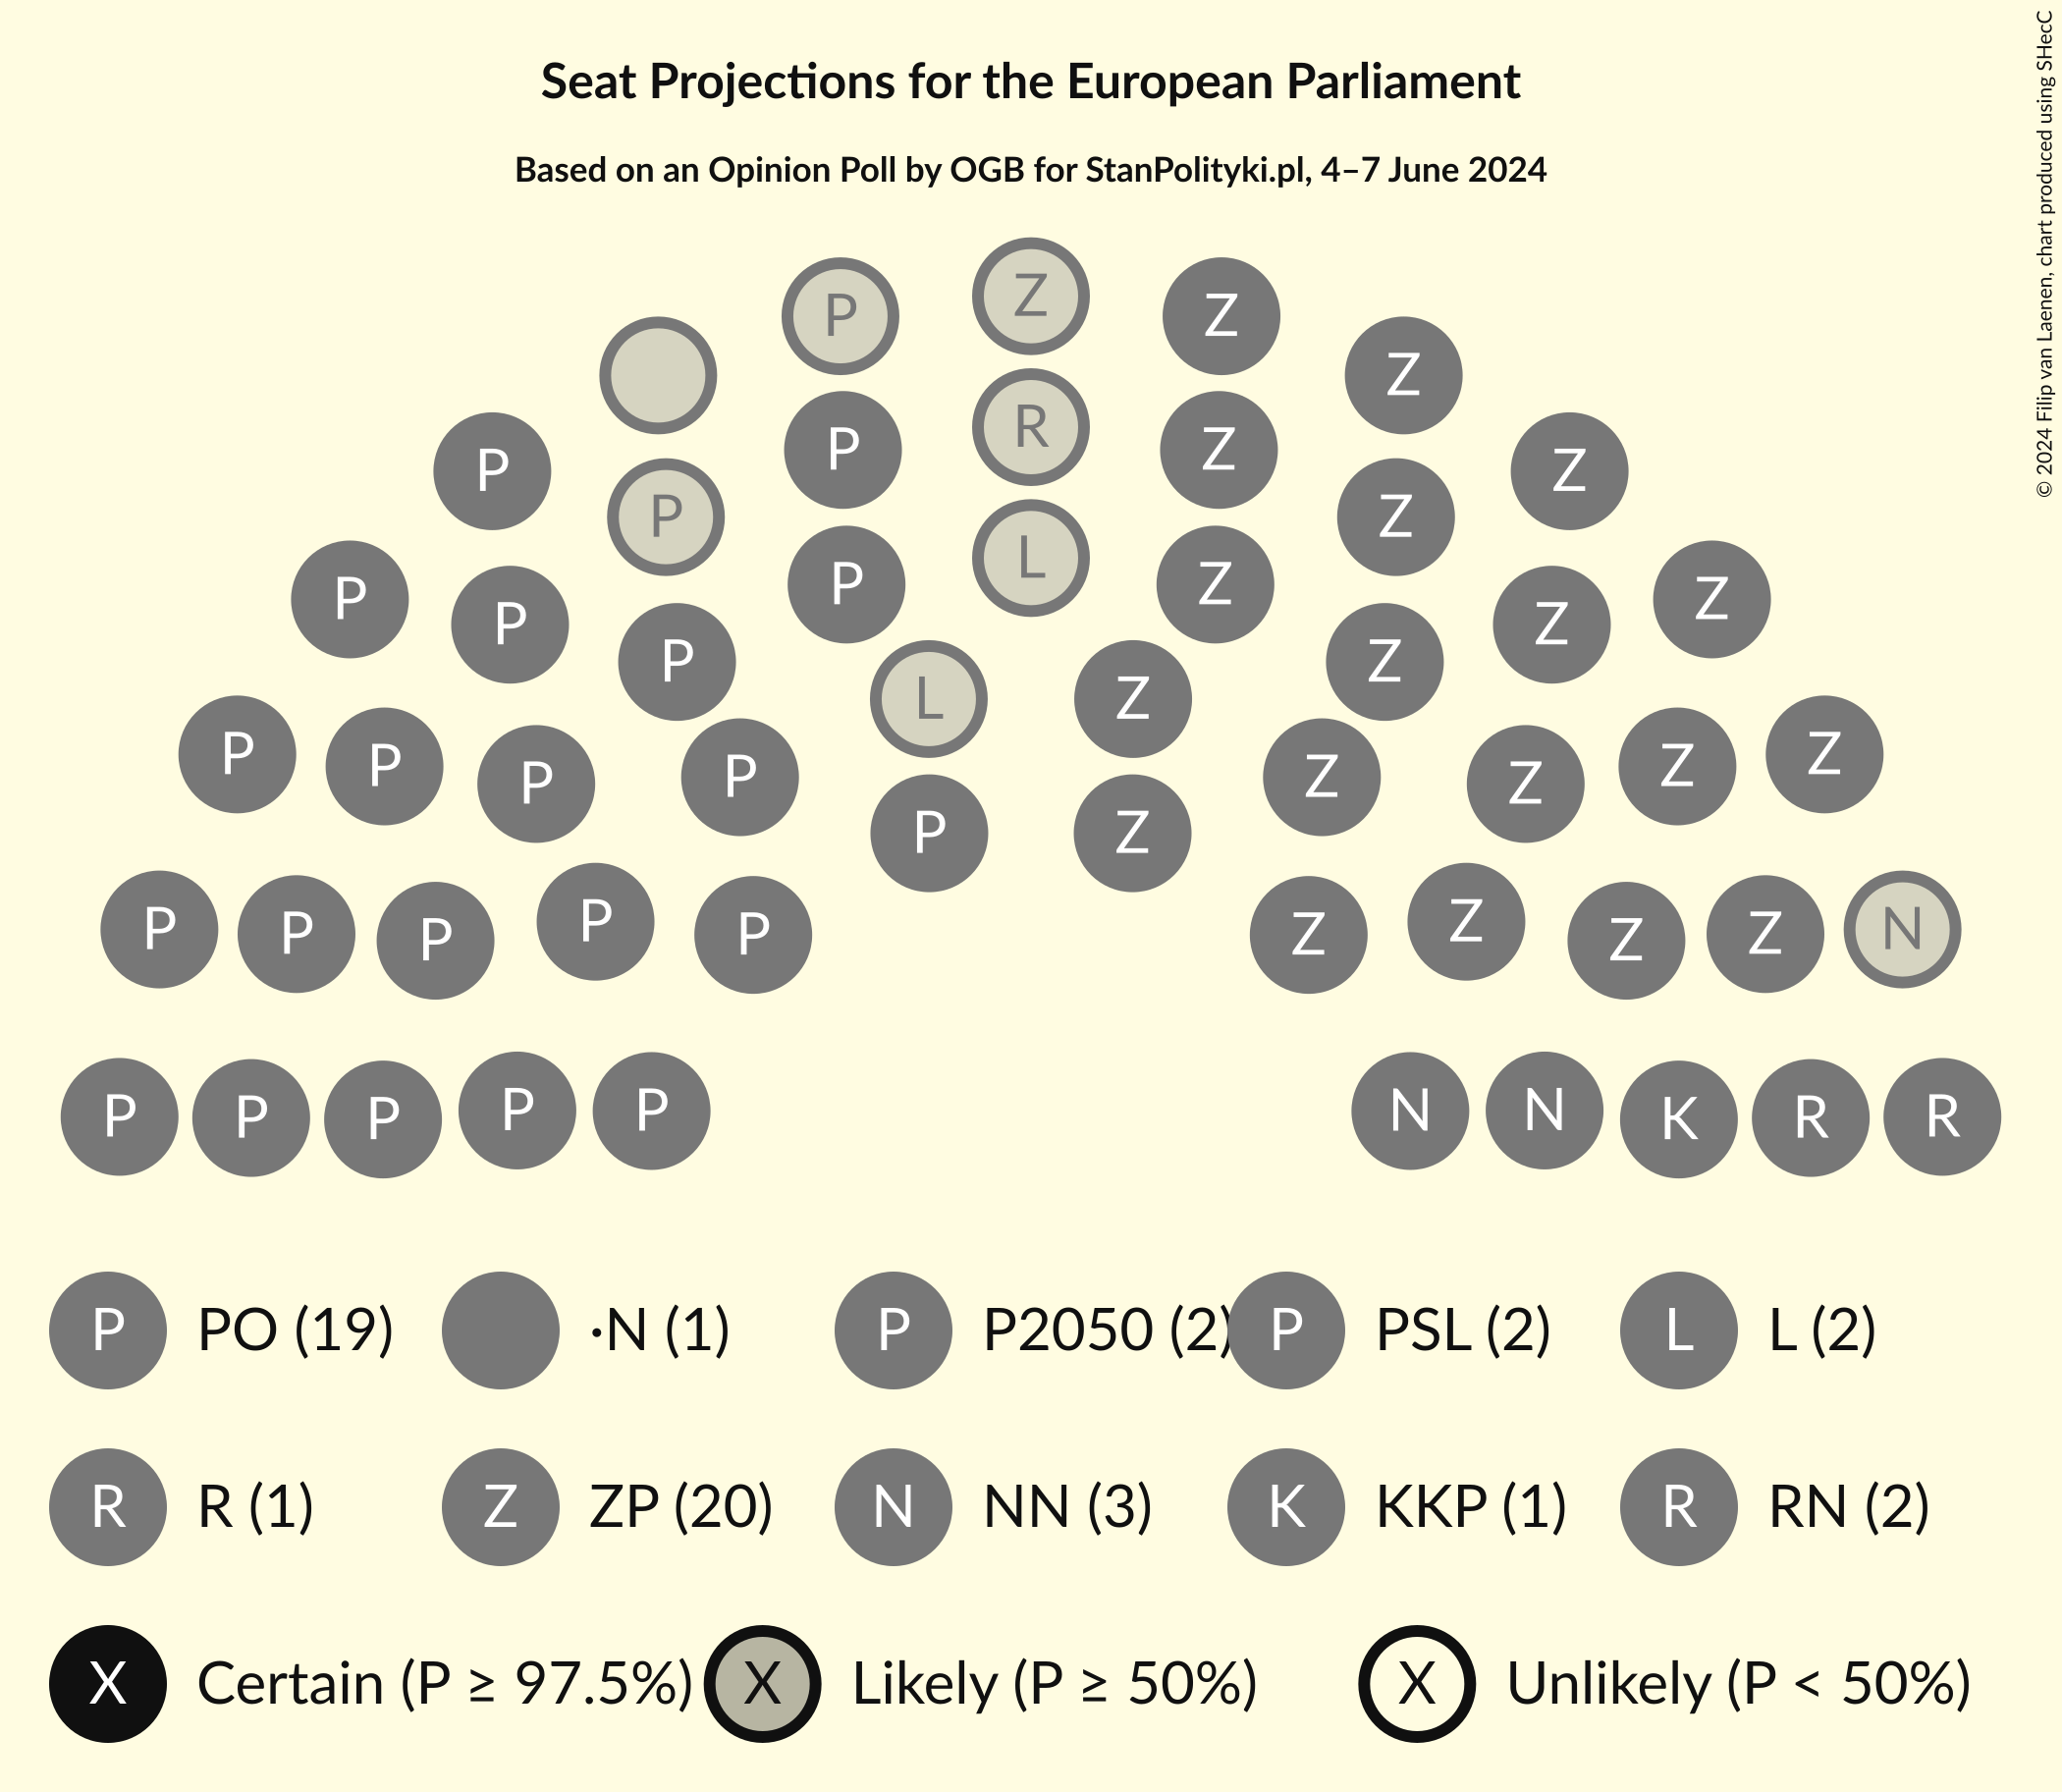 Seat Projections for the European Parliament
Based on an Opinion Poll by OGB for StanPolityki.pl, 4–7 June 2024
© 2024 Filip van Laenen, chart produced using SHecC
Z
P Z
Z
R
P Z
P Z
P Z
L
P Z
P Z
P Z
P Z
L Z
P Z
P Z
P Z
P Z
P Z
P Z
P Z
P Z
P Z
P N
P P P P P N N K R R
P PO (19) ·N (1) P P2050 (2) P PSL (2) L L (2)
R R (1) Z ZP (20) N NN (3) K KKP (1) R RN (2)
X Certain (P ≥ 97.5%) X Likely (P ≥ 50%) X Unlikely (P < 50%)